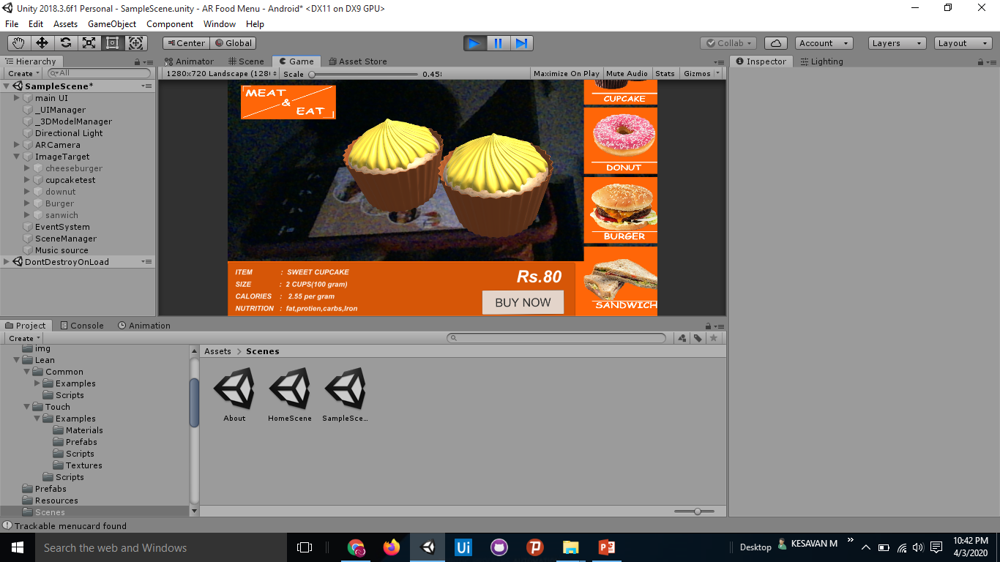 Unity 2018.3.6f1 Personal - SampleScene.unity - AR Food Menu - Android* <DX11 on DX9 GPU>
File Edit Assets GameObject Component Window Help
Center Global Collab Account Layers Layout
Hierarchy
Create All
SampleScene*
main UI
_UIManager
_3DModelManager
Directional Light
ARCamera
ImageTarget
cheeseburger
cupcaketest
downut
Burger
sanwich
EventSystem
SceneManager
Music source
DontDestroyOnLoad
Animator Scene Game Asset Store
1280x720 Landscape (128( Scale 0.45: Maximize On Play Mute Audio Stats Gizmos
MEAT
&
EAT
CUPCAKE
DONUT
BURGER
SANDWICH
ITEM : SWEET CUPCAKE
SIZE : 2 CUPS(100 gram)
CALORIES : 2.55 per gram
NUTRITION : fat,protien,carbs,Iron
Rs.80
BUY NOW
Inspector Lighting
Project Console Animation
Create
img
Lean
Common
Examples
Scripts
Touch
Examples
Materials
Prefabs
Scripts
Textures
Scripts
Prefabs
Resources
Scenes
Assets > Scenes
About HomeScene SampleSce...
Trackable menucard found
Search the web and Windows
Ui
Desktop KESAVAN M
10:42 PM
4/3/2020